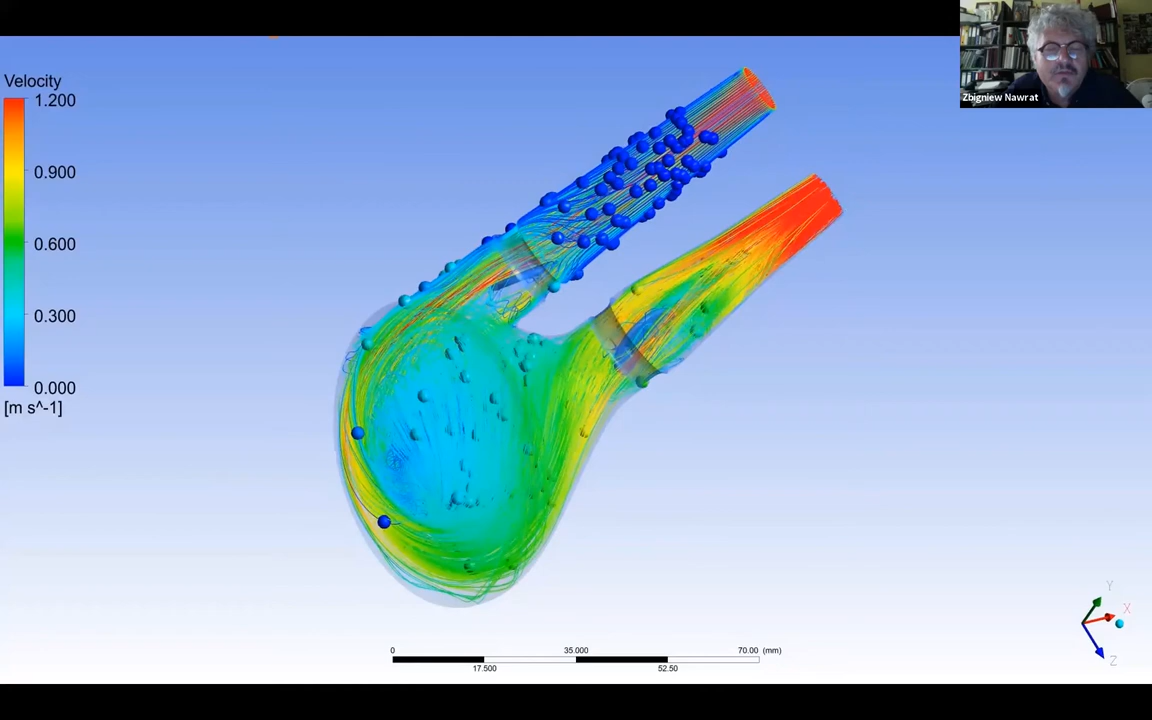 Velocity
1.200
0.900
0.600
0.300
0.000
[m s^-1]
Zbigniew Nawrat
0 35.000 70.00 (mm)
17.500 52.50
Y
X
Z